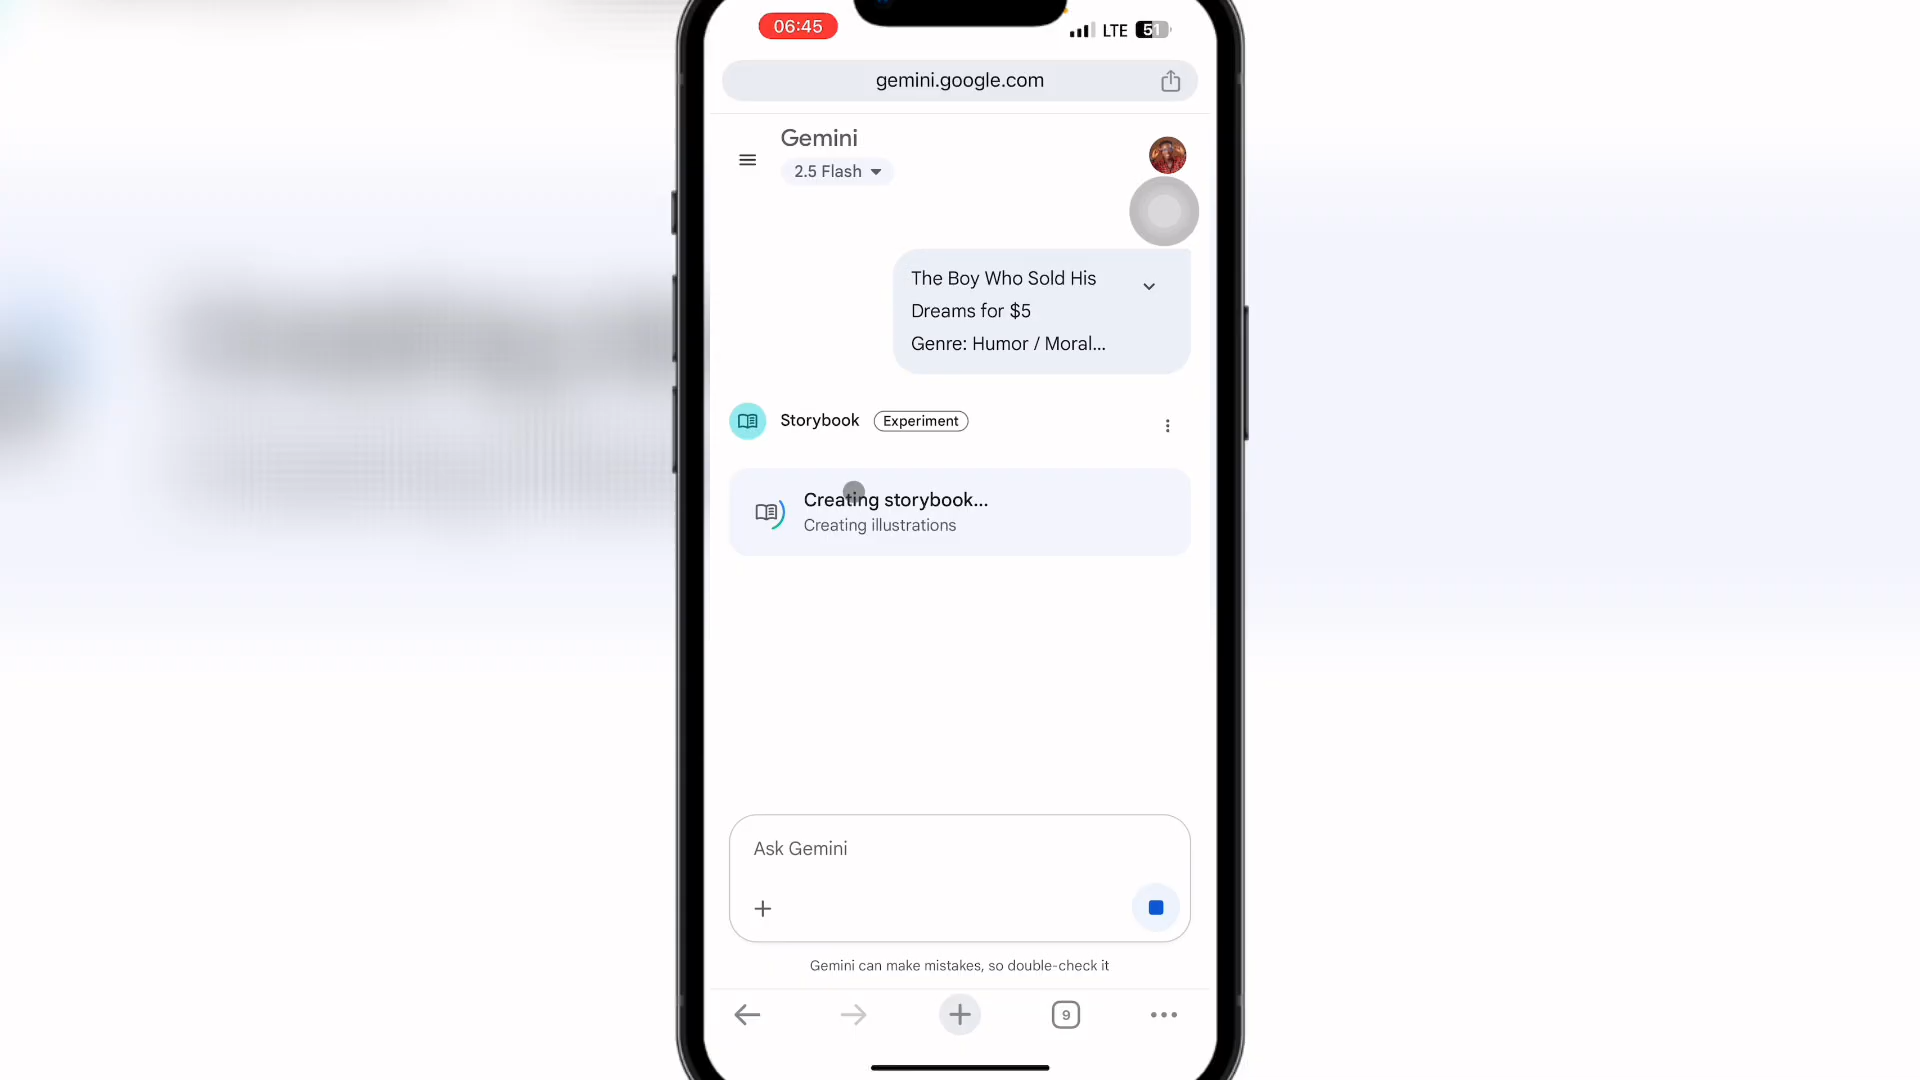 06:45
LTE 51
gemini.google.com
Gemini
2.5 Flash
The Boy Who Sold His
Dreams for $5
Genre: Humor / Moral...
Storybook Experiment
Creating storybook...
Creating illustrations
Ask Gemini
Gemini can make mistakes, so double-check it
9